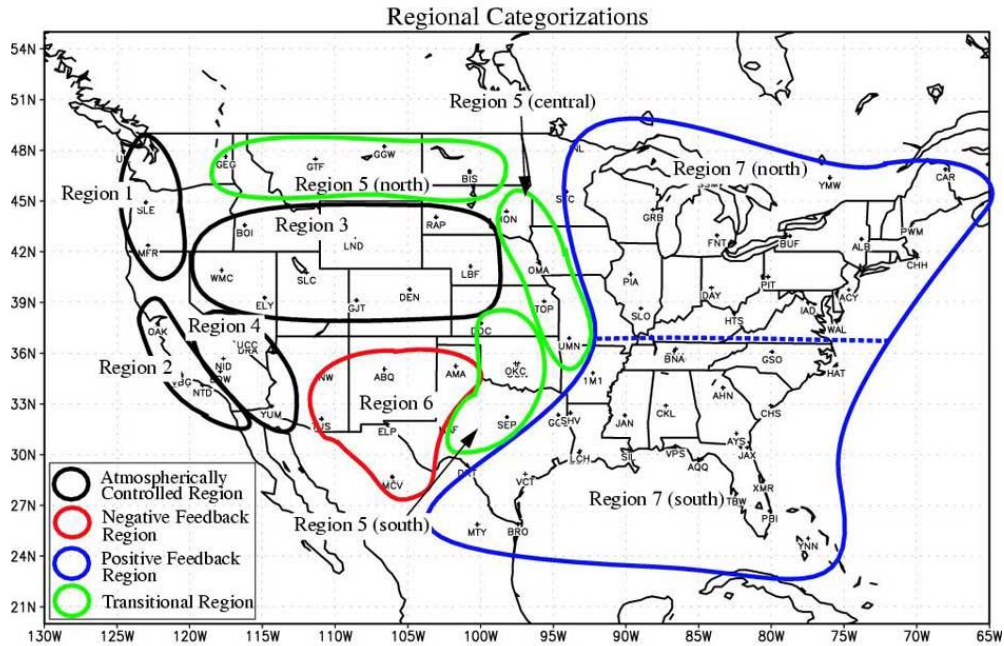 Regional Categorizations
54N
51N
48N
45N
42N
39N
36N
33N
30N
27N
24N
21N
130W
125W
120W
115W
110W
105W
100W
95W
90W
85W
80W
75W
70W
65W
Region 5 (central)
Region 7 (north)
Region 1
Region 5 (north)
Region 3
Region 4
Region 2
Region 6
Region 5 (south)
Region 7 (south)
GEG
GTF
GGW
BIS
SLE
MFR
BOI
LND
RAP
HON
WMC
SLC
LBF
OMA
ELY
GJT
DEN
TOP
OAK
DDC
UMN
UCC
DRA
NID
NTD
YUM
ABQ
AMA
OKC
1M1
ELP
SEP
SHV
MCV
LCH
VCT
MTY
BRO
GRB
YMW
CAR
FNT
BUF
ALB
PWM
CHH
PIA
DAY
PIT
ACY
IAD
SLO
HTS
WAL
BNA
GSO
HAT
JAN
CKL
AHN
CHS
SIL
VPS
AYS
JAX
AQQ
XMR
TBW
PBI
YNN
Atmospherically
Controlled Region
Negative Feedback
Region
Positive Feedback
Region
Transitional Region